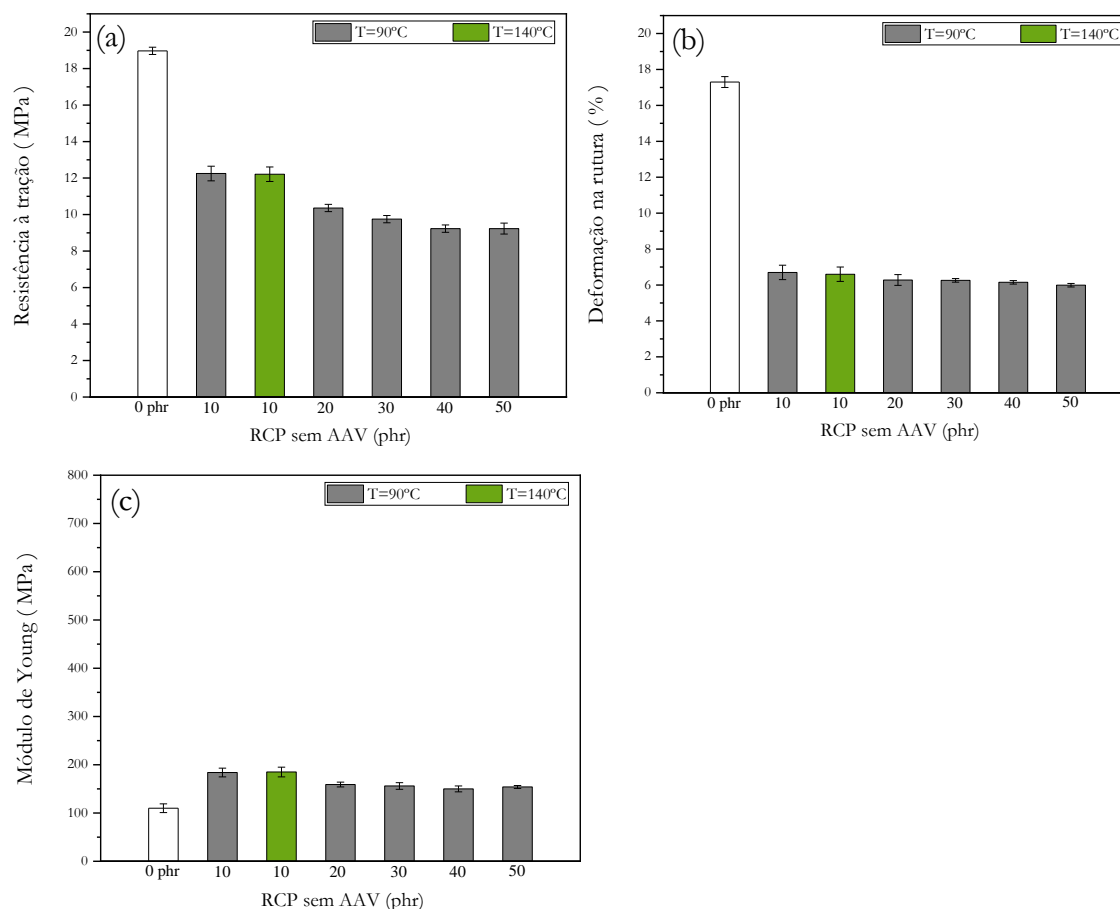 (a)
T=90ºC T=140ºC
20
18
16
14
12
10
8
6
4
2
0
Resistência à tração ( MPa )
0 phr 10 10 20 30 40 50
RCP sem AAV (phr)
(b)
T=90ºC T=140ºC
20
18
16
14
12
10
8
6
4
2
0
Deformação na rutura ( % )
0 phr 10 10 20 30 40 50
RCP sem AAV (phr)
(c)
T=90ºC T=140ºC
800
700
600
500
400
300
200
100
0
Módulo de Young ( MPa )
0 phr 10 10 20 30 40 50
RCP sem AAV (phr)